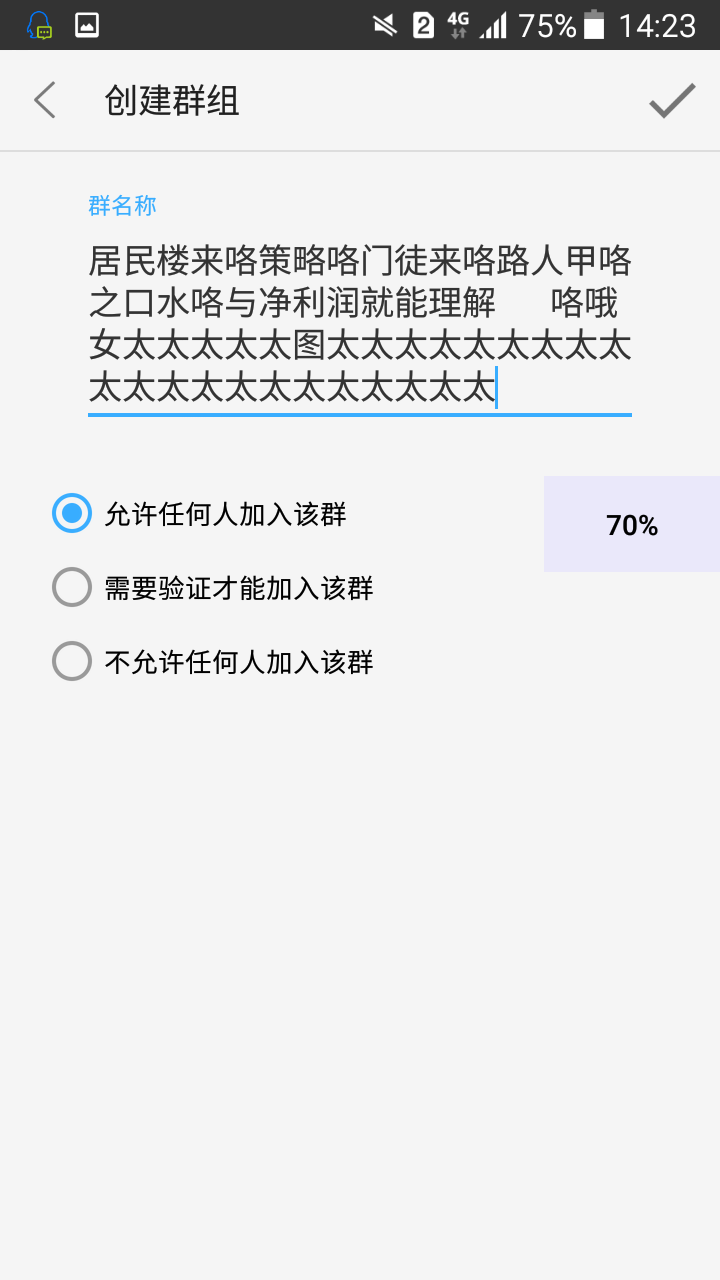 2 4G 75% 14:23
创建群组
群名称
居民楼来咯策略咯门徒来咯路人甲咯
之口水咯与净利润就能理解 咯哦
女太太太太太图太太太太太太太太太
太太太太太太太太太太太太
允许任何人加入该群
70%
需要验证才能加入该群
不允许任何人加入该群